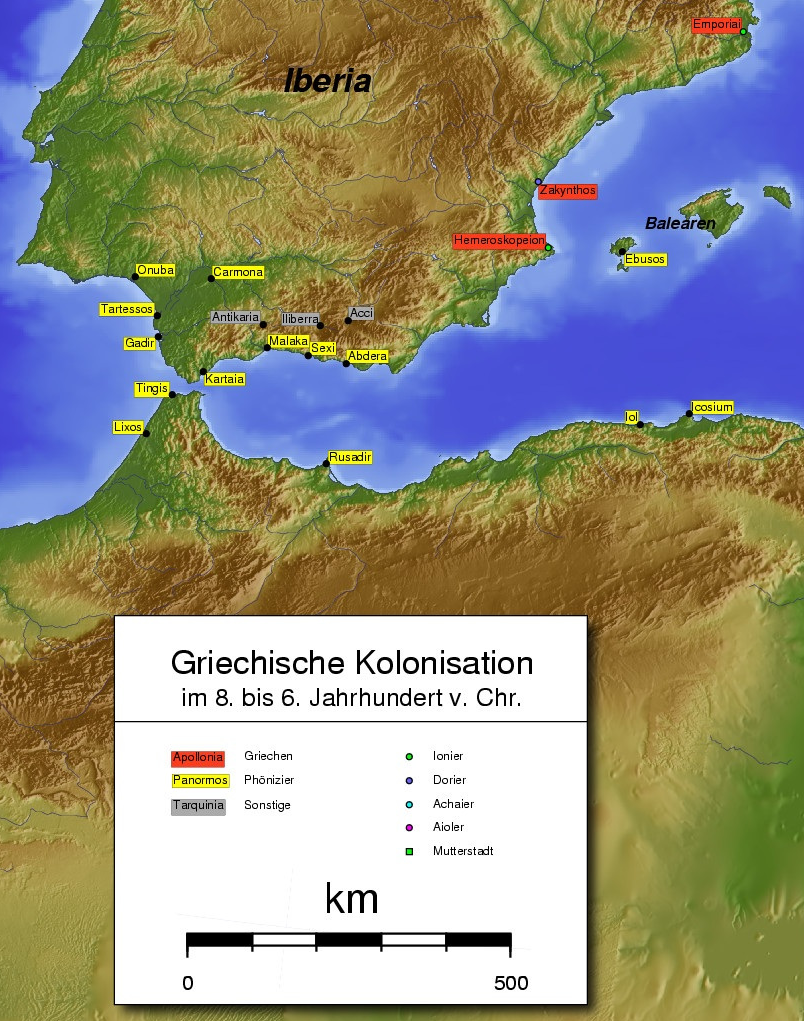 Emporiai
Iberia
Zakynthos
Balearen
Hemeroskopeion
Ebusos
Onuba
Carmona
Tartessos
Antikaria
Iliberra
Acci
Gadir
Malaka
Sexi
Abdera
Kartaia
Tingis
Lixos
Iol
Icosium
Rusadir
Griechische Kolonisation
im 8. bis 6. Jahrhundert v. Chr.
Apollonia Griechen
Panormos Phönizier
Tarquinia Sonstige
Ionier
Dorier
Achaier
Aioler
Mutterstadt
km
0 500